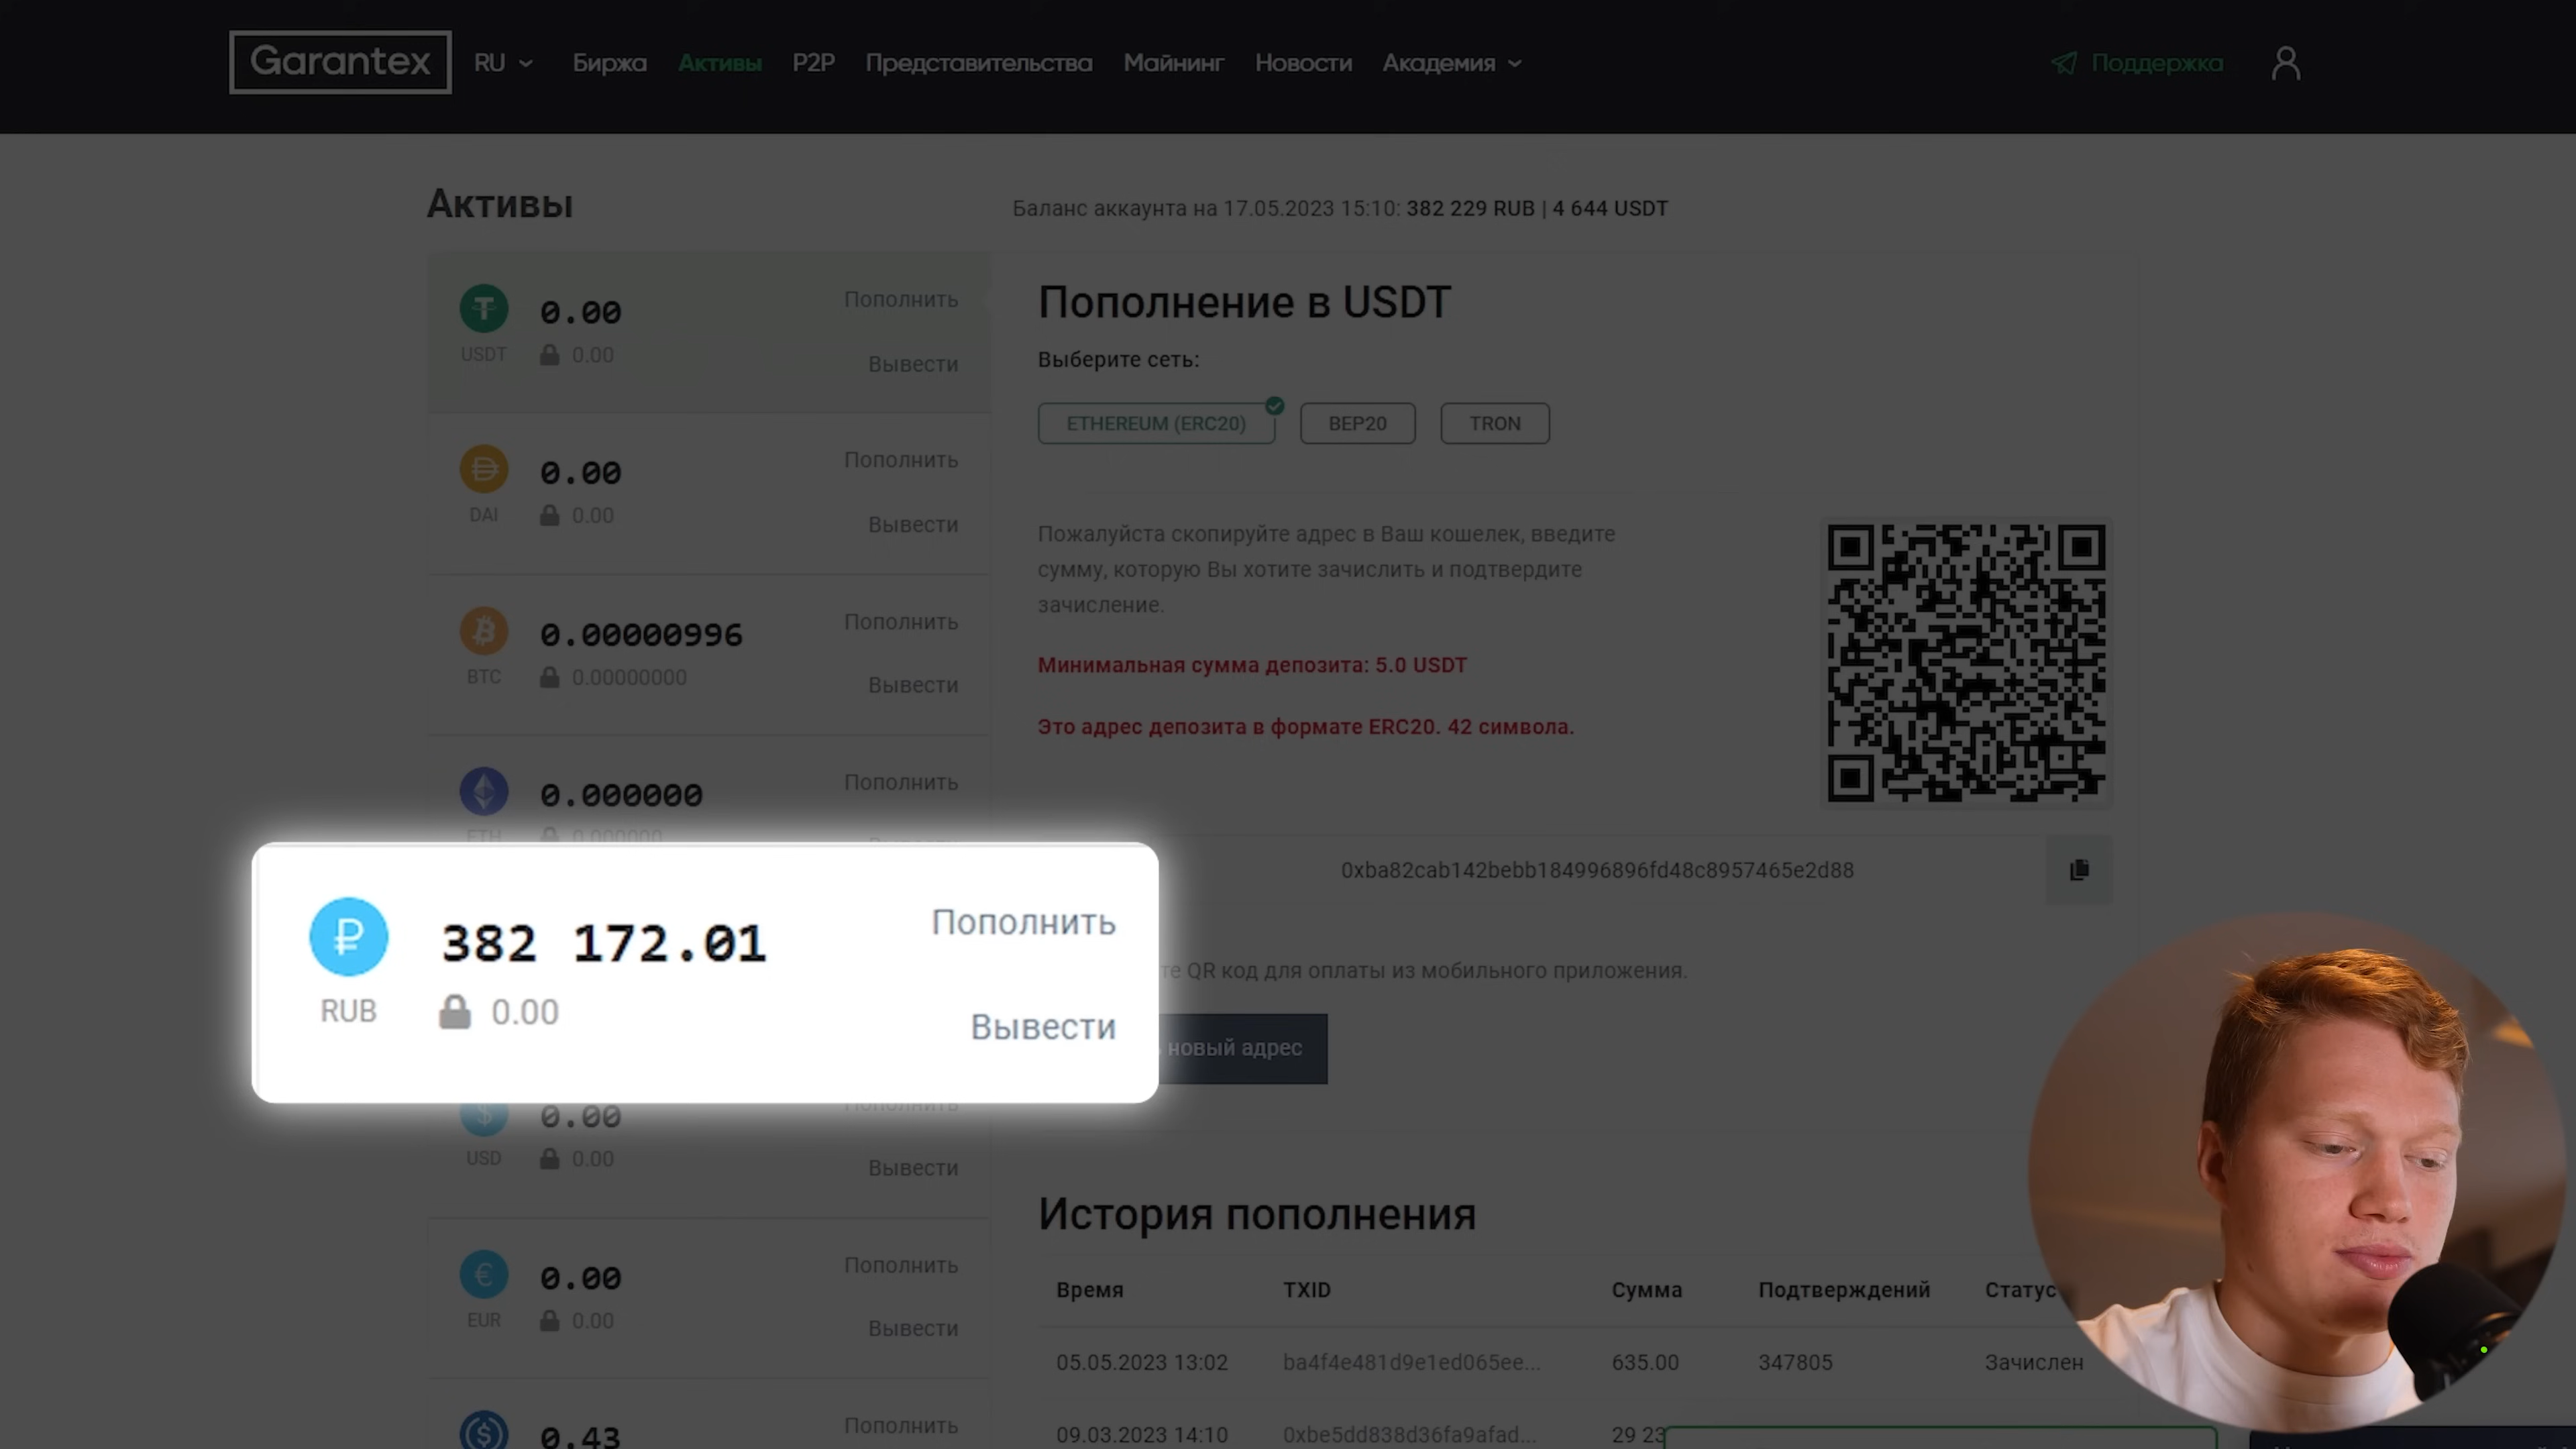 Garantex RU Биржа Активы P2P Представительства Майнинг Новости Академия Поддержка
Активы
Баланс аккаунта на 17.05.2023 15:10: 382 229 RUB | 4 644 USDT
0.00 Пополнить
USDT 0.00 Вывести
0.00 Пополнить
DAI 0.00 Вывести
0.00000996 Пополнить
BTC 0.00000000 Вывести
0.000000 Пополнить
ETH 0.000000
382 172.01 Пополнить
RUB 0.00 Вывести
0.00 Пополнить
USD 0.00 Вывести
0.00 Пополнить
EUR 0.00 Вывести
0.43 Пополнить
Пополнение в USDT
Выберите сеть:
ETHEREUM (ERC20) BEP20 TRON
Пожалуйста скопируйте адрес в Ваш кошелек, введите
сумму, которую Вы хотите зачислить и подтвердите
зачисление.
Минимальная сумма депозита: 5.0 USDT
Это адрес депозита в формате ERC20. 42 символа.
0xba82cab142bebb184996896fd48c8957465e2d88
QR код для оплаты из мобильного приложения.
новый адрес
История пополнения
Время TXID Сумма Подтверждений Статус
05.05.2023 13:02 ba4f4e481d9e1ed065ee... 635.00 347805 Зачислен
09.03.2023 14:10 0xbe5dd838d36fa9afad... 29 23